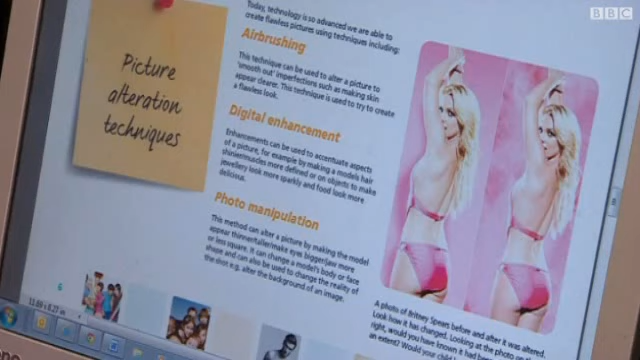 BBC
Picture
alteration
techniques
Today, technology is so advanced we are able to
create flawless pictures using techniques including:
Airbrushing
This technique can be used to alter a picture to
'smooth out' imperfections such as making skin
appear clearer. This technique is used to try to create
a flawless look.
Digital enhancement
Enhancements can be used to accentuate aspects
of a picture, for example by making a models hair
shinier/muscles more defined or on objects to make
jewellery look more sparkly and food look more
delicious.
Photo manipulation
This method can alter a picture by making the model
appear thinner/taller/make eyes bigger/jaw more
or less square. It can change a model's body or face
shape and can also be used to change the reality of
the shot e.g. alter the background of an image.
A photo of Britney Spears before and after it was altered.
Look how it has changed. Looking at the photo on the
right, would you have known it had been
an extent? Would your
6
11.69 x 8.27 in